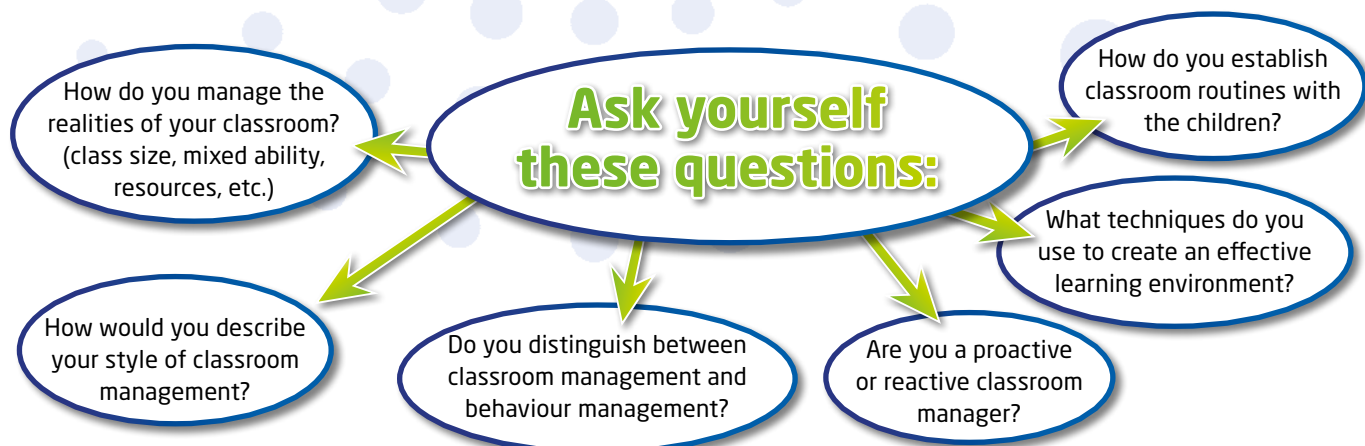 Ask yourself
these questions:
How do you manage the
realities of your classroom?
(class size, mixed ability,
resources, etc.)
How do you establish
classroom routines with
the children?
What techniques do you
use to create an effective
learning environment?
How would you describe
your style of classroom
management?
Do you distinguish between
classroom management and
behaviour management?
Are you a proactive
or reactive classroom
manager?